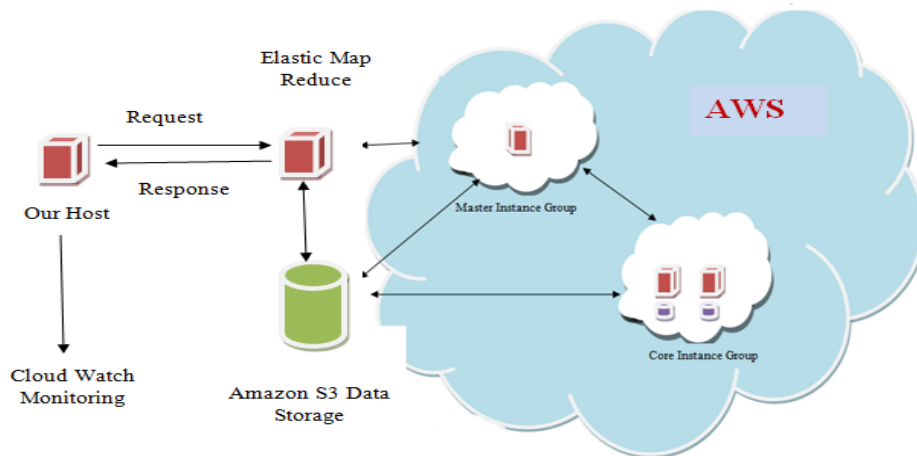 Elastic Map
Reduce
AWS
Request
Response
Our Host
Master Instance Group
Core Instance Group
Cloud Watch
Monitoring
Amazon S3 Data
Storage